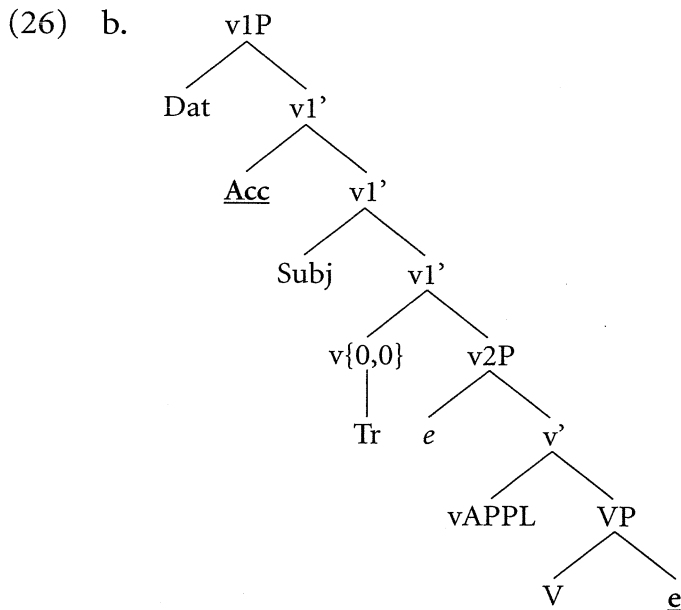 (26) b. v1P
Dat v1’
Acc v1’
Subj v1’
v{0,0} v2P
Tr e v’
vAPPL VP
V e